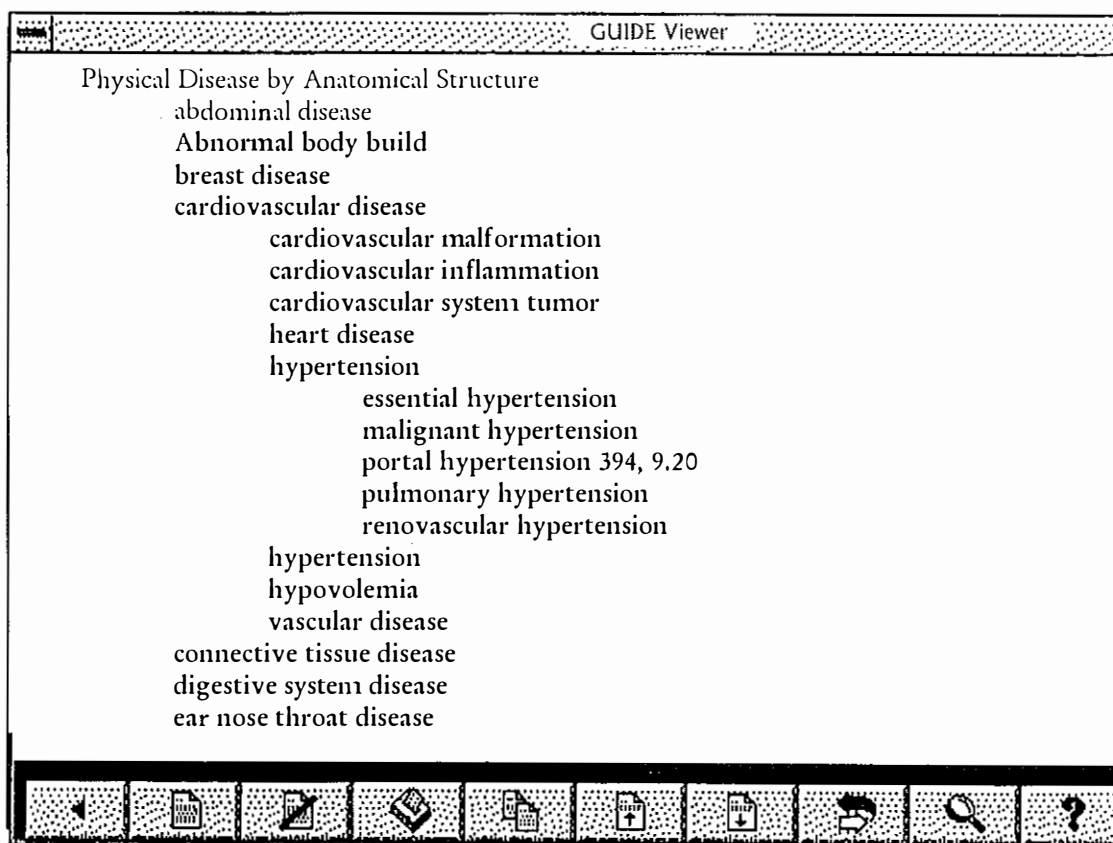 GUIDE Viewer
Physical Disease by Anatomical Structure
abdominal disease
Abnormal body build
breast disease
cardiovascular disease
cardiovascular malformation
cardiovascular inflammation
cardiovascular system tumor
heart disease
hypertension
essential hypertension
malignant hypertension
portal hypertension 394, 9.20
pulmonary hypertension
renovascular hypertension
hypertension
hypovolemia
vascular disease
connective tissue disease
digestive system disease
ear nose throat disease
?